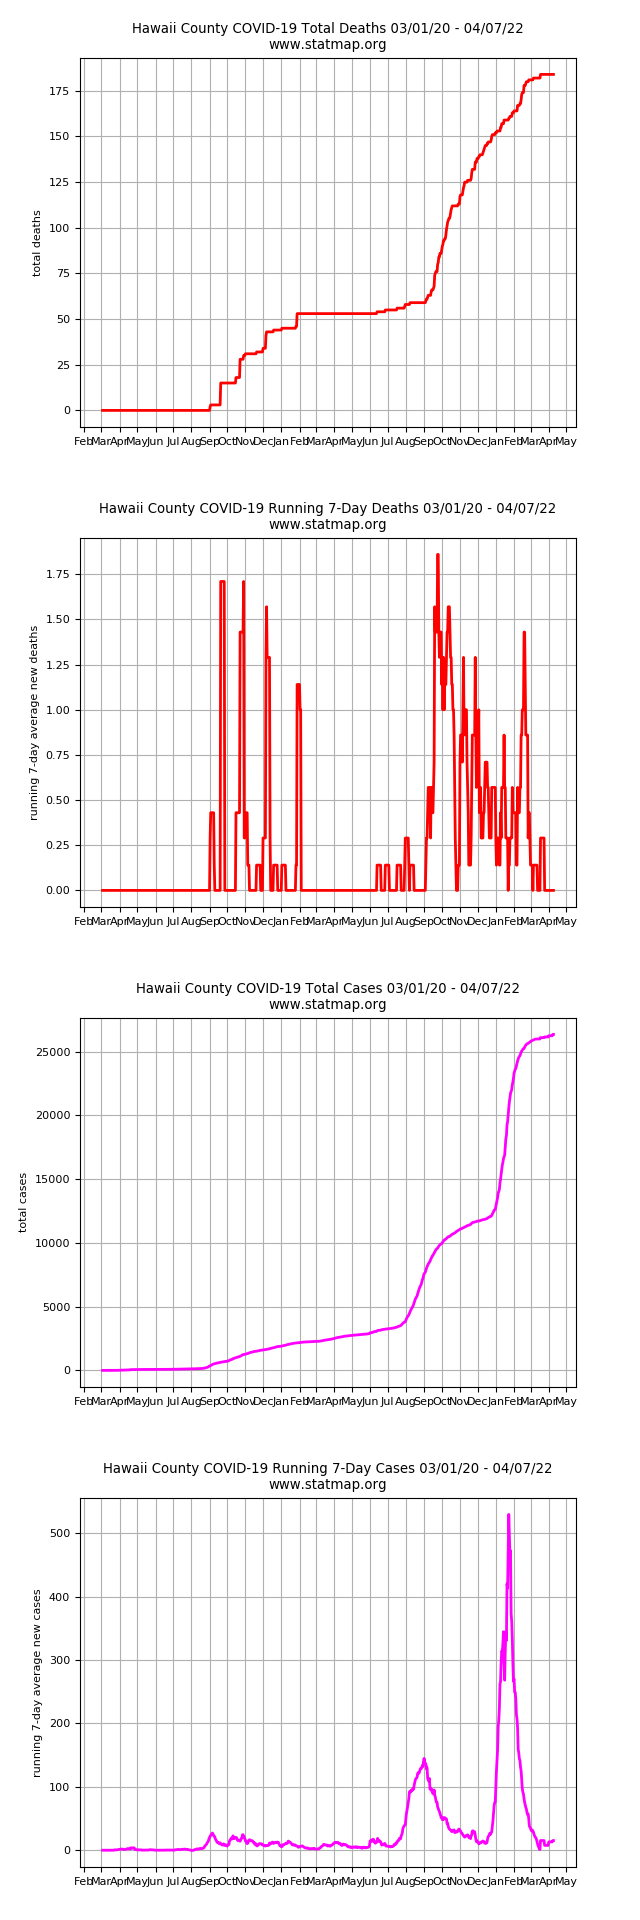 Hawaii County COVID-19 Total Deaths 03/01/20 - 04/07/22
www.statmap.org
175
150
125
100
75
50
25
0
total deaths
Feb Mar Apr May Jun Jul Aug Sep Oct Nov Dec Jan Feb Mar Apr May Jun Jul Aug Sep Oct Nov Dec Jan Feb Mar Apr May
Hawaii County COVID-19 Running 7-Day Deaths 03/01/20 - 04/07/22
www.statmap.org
1.75
1.50
1.25
1.00
0.75
0.50
0.25
0.00
running 7-day average new deaths
Feb Mar Apr May Jun Jul Aug Sep Oct Nov Dec Jan Feb Mar Apr May Jun Jul Aug Sep Oct Nov Dec Jan Feb Mar Apr May
Hawaii County COVID-19 Total Cases 03/01/20 - 04/07/22
www.statmap.org
25000
20000
15000
10000
5000
0
total cases
Feb Mar Apr May Jun Jul Aug Sep Oct Nov Dec Jan Feb Mar Apr May Jun Jul Aug Sep Oct Nov Dec Jan Feb Mar Apr May
Hawaii County COVID-19 Running 7-Day Cases 03/01/20 - 04/07/22
www.statmap.org
500
400
300
200
100
0
running 7-day average new cases
Feb Mar Apr May Jun Jul Aug Sep Oct Nov Dec Jan Feb Mar Apr May Jun Jul Aug Sep Oct Nov Dec Jan Feb Mar Apr May